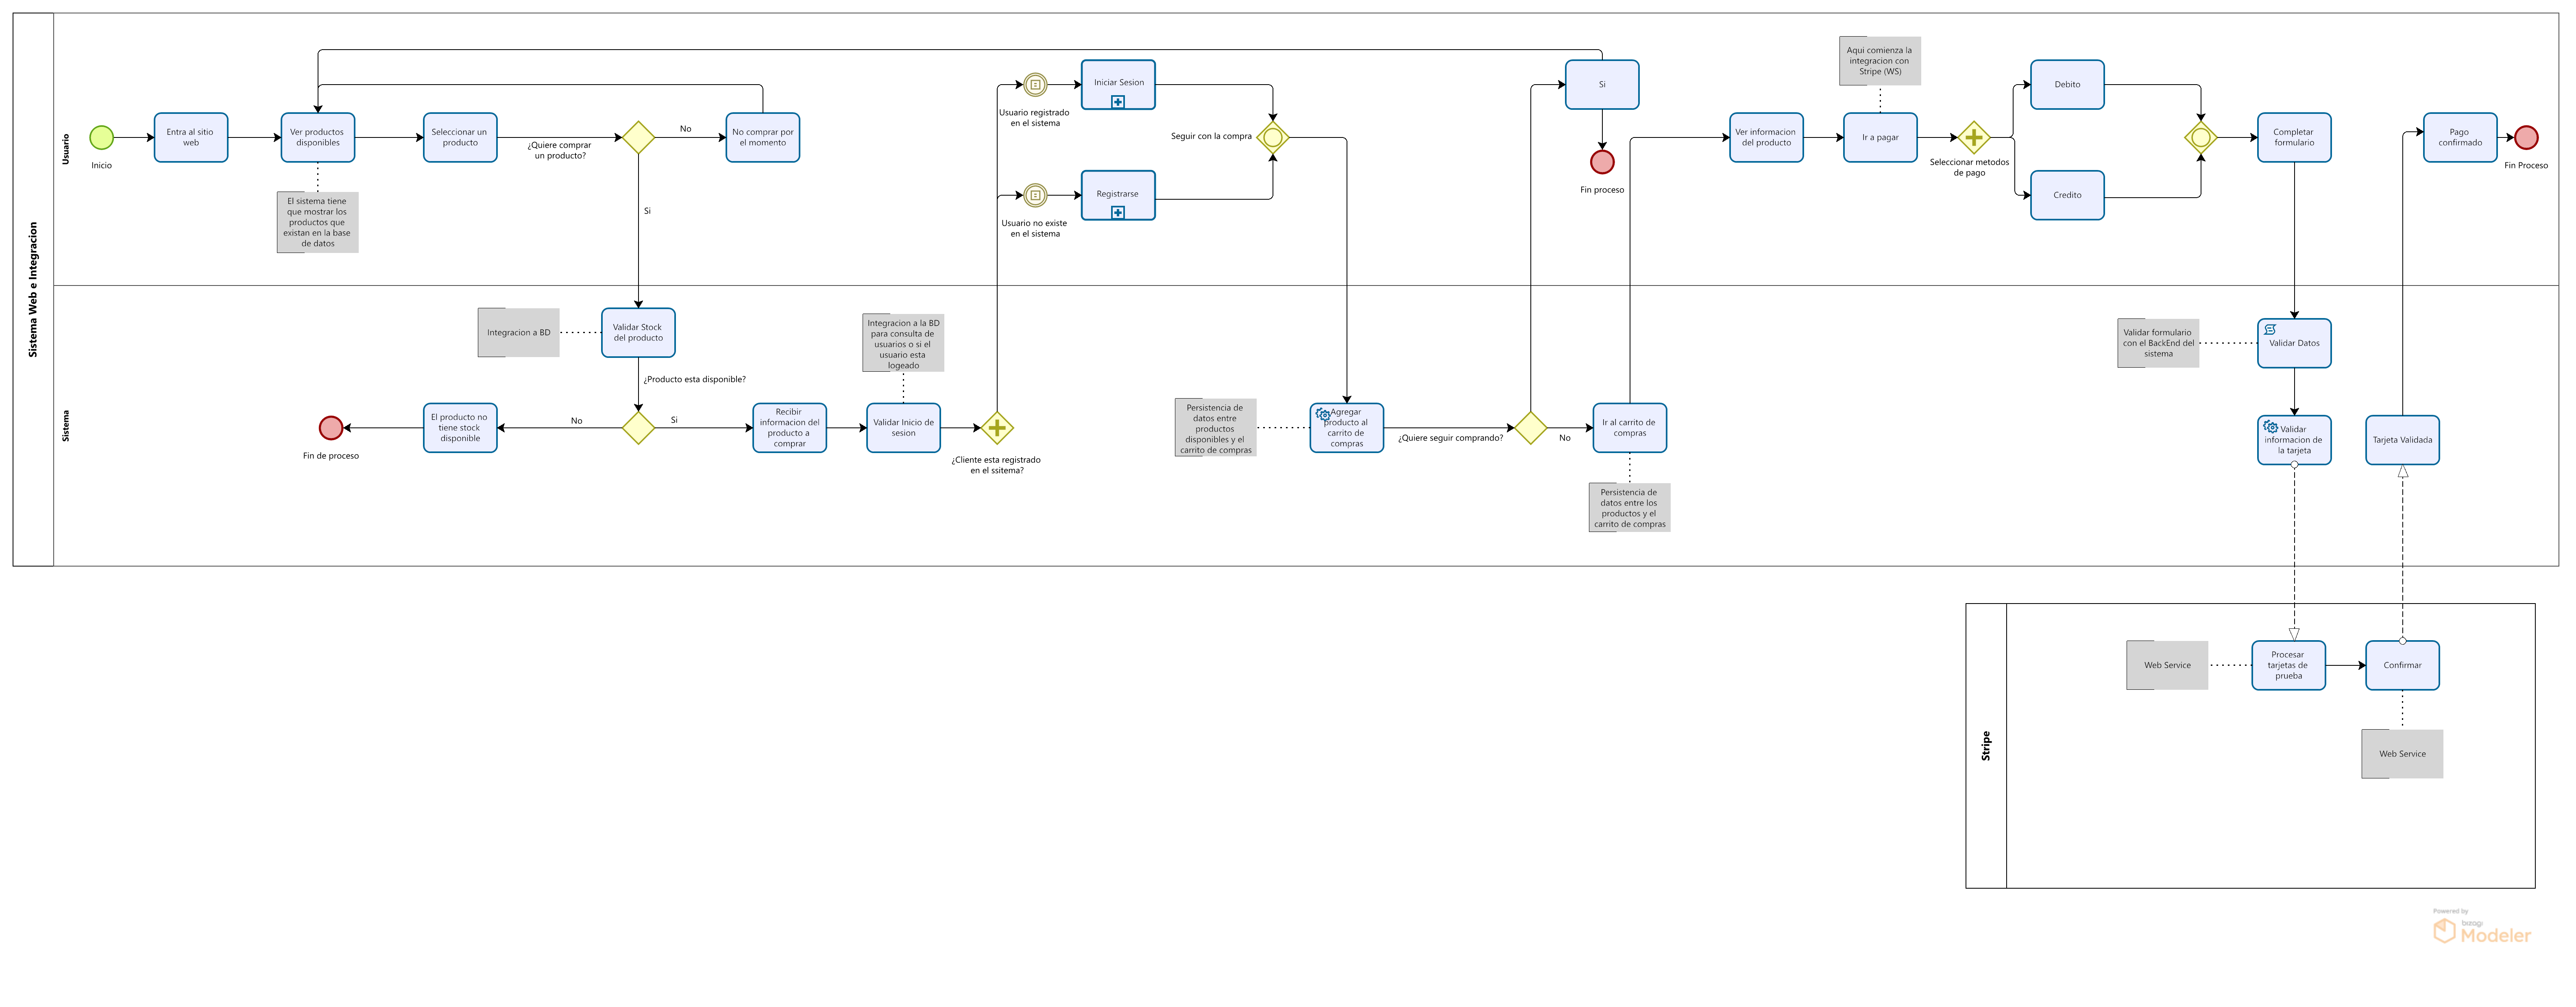 Sistema Web e Integracion
Usuario
Inicio
Entra al sitio
web
Ver productos
disponibles
El sistema tiene
que mostrar los
productos que
existan en la base
de datos
Seleccionar un
producto
¿Quiere comprar
un producto?
No
No comprar por
el momento
Si
Usuario registrado
en el sistema
Iniciar Sesion
Usuario no existe
en el sistema
Registrarse
Seguir con la compra
Si
Fin proceso
Ver informacion
del producto
Aqui comienza la
integracion con
Stripe (WS)
Ir a pagar
Seleccionar metodos
de pago
Debito
Credito
Completar
formulario
Pago
confirmado
Fin Proceso
Sistema
Integracion a BD
Validar Stock
del producto
¿Producto esta disponible?
No
El producto no
tiene stock
disponible
Fin de proceso
Si
Recibir
informacion del
producto a
comprar
Integracion a la BD
para consulta de
usuarios o si el
usuario esta
logeado
Validar Inicio de
sesion
¿Cliente esta registrado
en el ssitema?
Persistencia de
datos entre
productos
disponibles y el
carrito de compras
Agregar
producto al
carrito de
compras
¿Quiere seguir comprando?
No
Ir al carrito de
compras
Persistencia de
datos entre los
productos y el
carrito de compras
Validar formulario
con el BackEnd del
sistema
Validar Datos
Validar
informacion de
la tarjeta
Tarjeta Validada
Stripe
Web Service
Procesar
tarjetas de
prueba
Confirmar
Web Service
Powered by
bizagi
Modeler